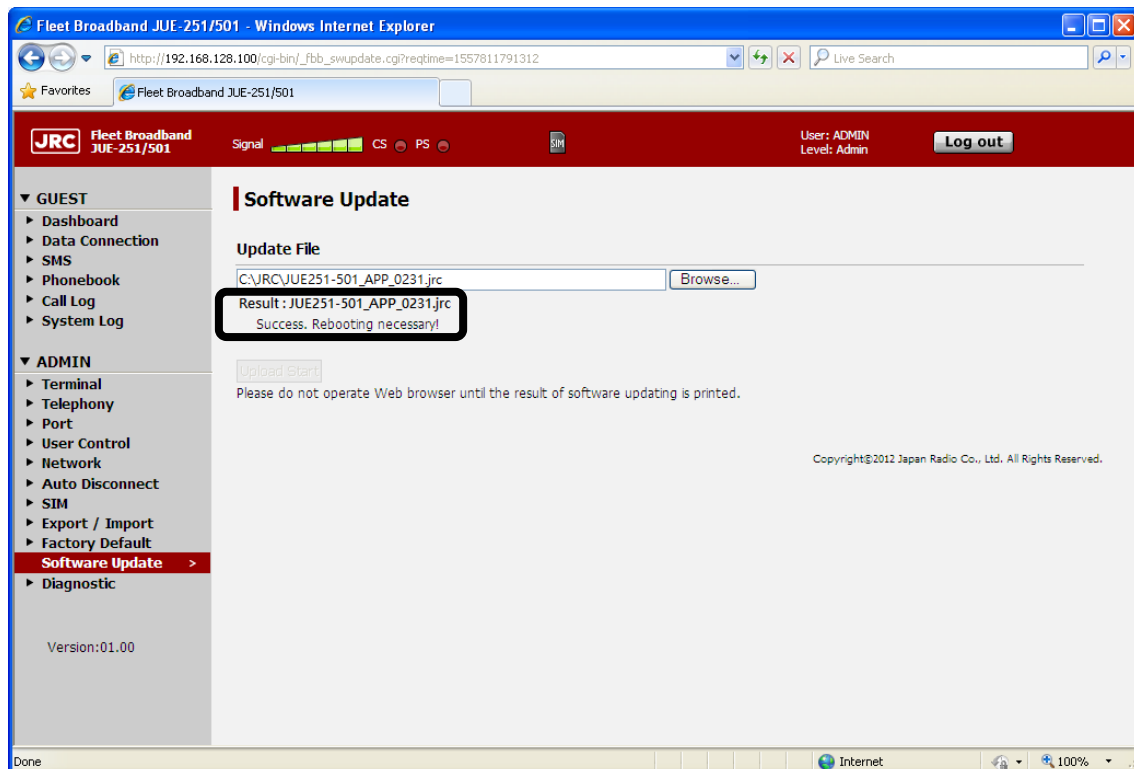 Fleet Broadband JUE-251/501 - Windows Internet Explorer
http://192.168.128.100/cgi-bin/_fbb_swupdate.cgi?reqtime=1557811791312
Live Search
Favorites
Fleet Broadband JUE-251/501
JRC
Fleet Broadband
JUE-251/501
Signal
CS
PS
SIM
User: ADMIN
Level: Admin
Log out
▼ GUEST
Dashboard
Data Connection
SMS
Phonebook
Call Log
System Log
▼ ADMIN
Terminal
Telephony
Port
User Control
Network
Auto Disconnect
SIM
Export / Import
Factory Default
Software Update >
Diagnostic
Version:01.00
Software Update
Update File
C:\JRC\JUE251-501_APP_0231.jrc
Browse...
Result : JUE251-501_APP_0231.jrc
Success. Rebooting necessary!
Upload Start
Please do not operate Web browser until the result of software updating is printed.
Copyright©2012 Japan Radio Co., Ltd. All Rights Reserved.
Done
Internet
100%